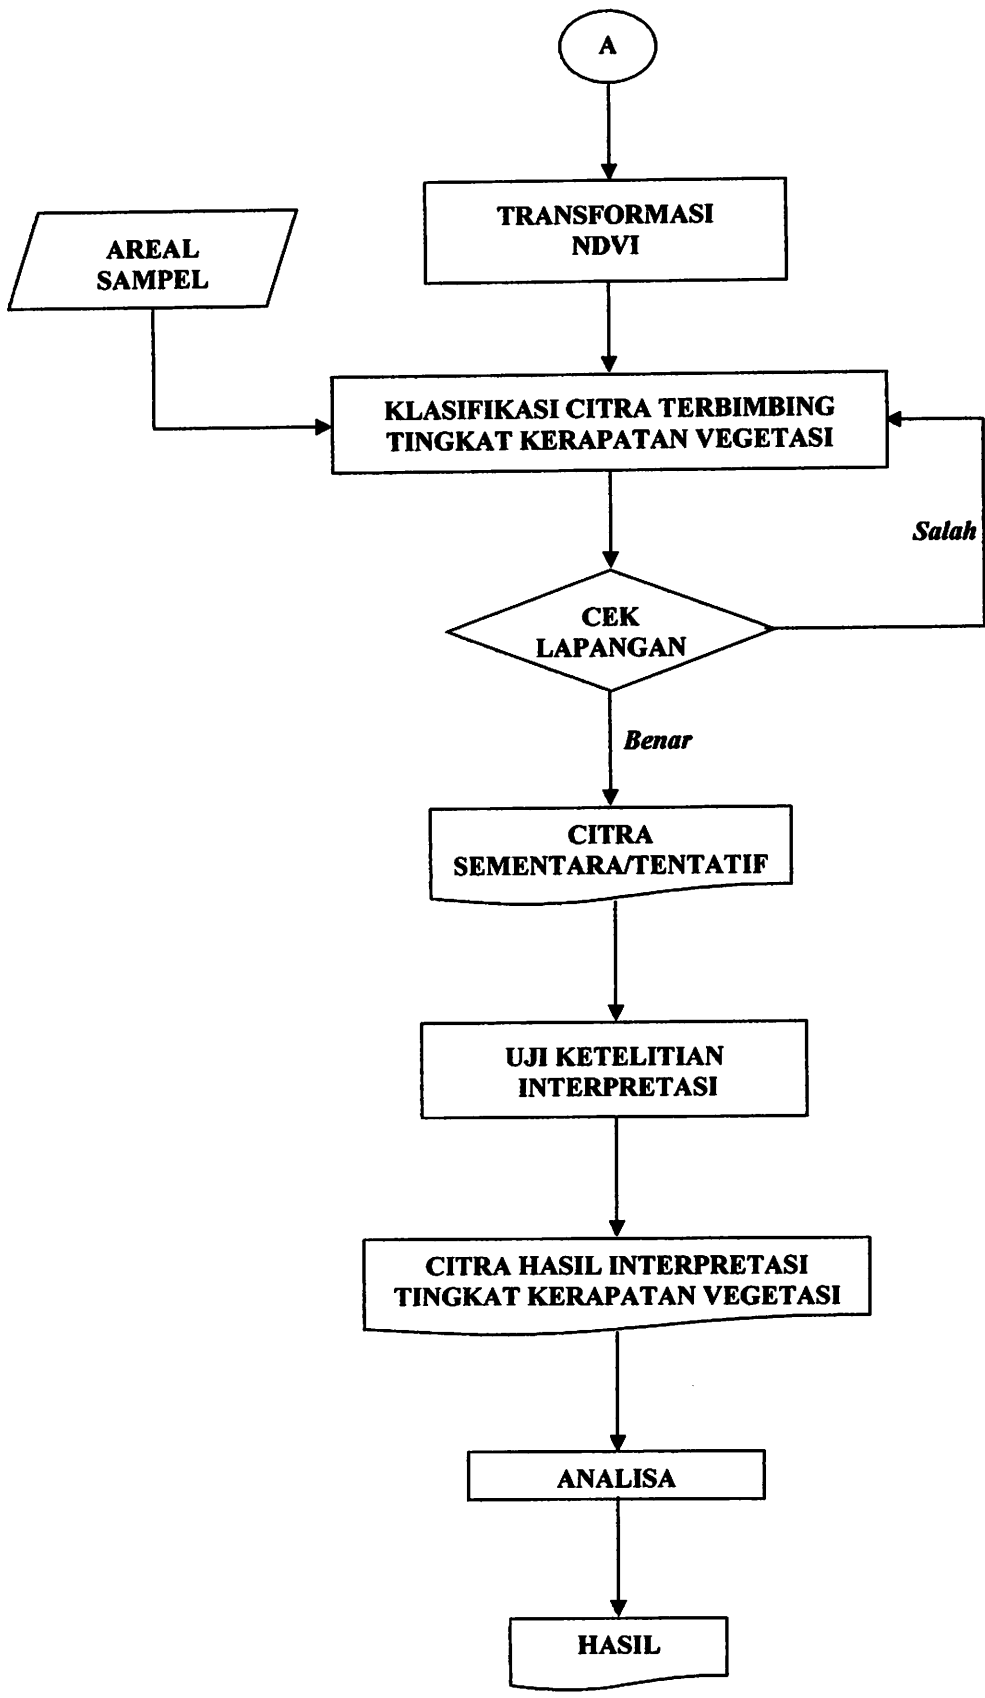 A
TRANSFORMASI
NDVI
AREAL
SAMPEL
KLASIFIKASI CITRA TERBIMBING
TINGKAT KERAPATAN VEGETASI
Salah
CEK
LAPANGAN
Benar
CITRA
SEMENTARA/TENTATIF
UJI KETELITIAN
INTERPRETASI
CITRA HASIL INTERPRETASI
TINGKAT KERAPATAN VEGETASI
ANALISA
HASIL